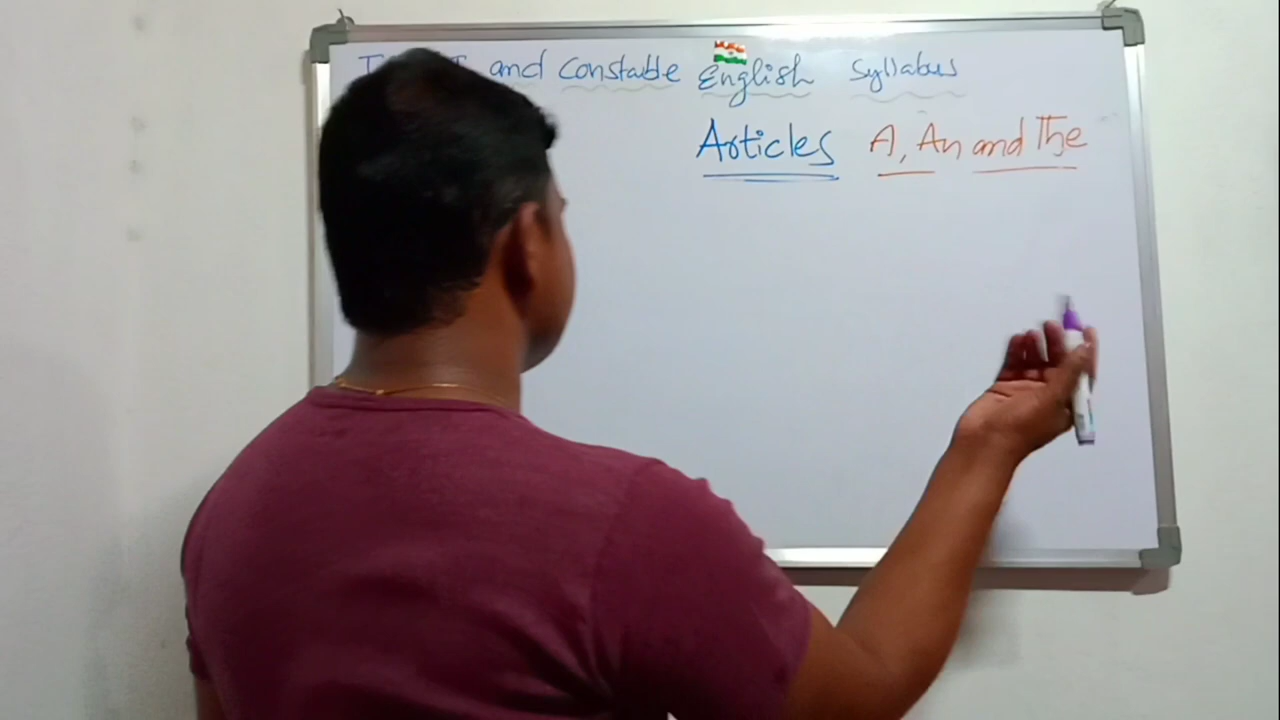 and Constable English Syllabus
Articles A, An and The